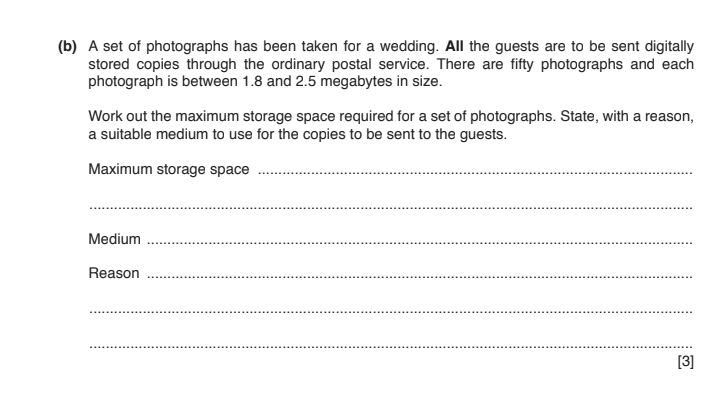 (b) A set of photographs has been taken for a wedding. All the guests are to be sent digitally
stored copies through the ordinary postal service. There are fifty photographs and each
photograph is between 1.8 and 2.5 megabytes in size.
Work out the maximum storage space required for a set of photographs. State, with a reason,
a suitable medium to use for the copies to be sent to the guests.
Maximum storage space ..........................................................................................
..........................................................................................
Medium ..........................................................................................
Reason ..........................................................................................
..........................................................................................
..........................................................................................
[3]